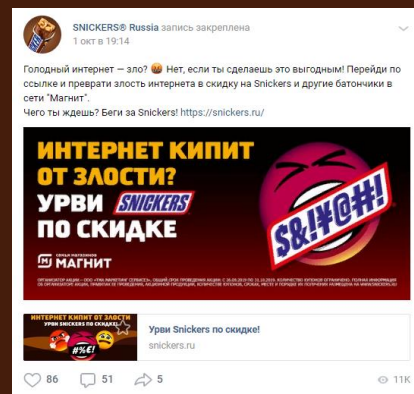 SNICKERS® Russia запись закреплена
1 окт в 19:14
Голодный интернет — зло? Нет, если ты сделаешь это выгодным! Перейди по
ссылке и преврати злость интернета в скидку на Snickers и другие батончики в
сети "Магнит".
Чего ты ждешь? Беги за Snickers! https://snickers.ru/
ИНТЕРНЕТ КИПИТ
ОТ ЗЛОСТИ?
УРВИ SNICKERS
ПО СКИДКЕ
$&!¥@#!
М СЕМЬЯ МАГАЗИНОВ
МАГНИТ
ИНТЕРНЕТ КИПИТ ОТ ЗЛОСТИ
УРВИ SNICKERS ПО СКИДКЕ!
#%€!
Урви Snickers по скидке!
snickers.ru
86 51 5 11K